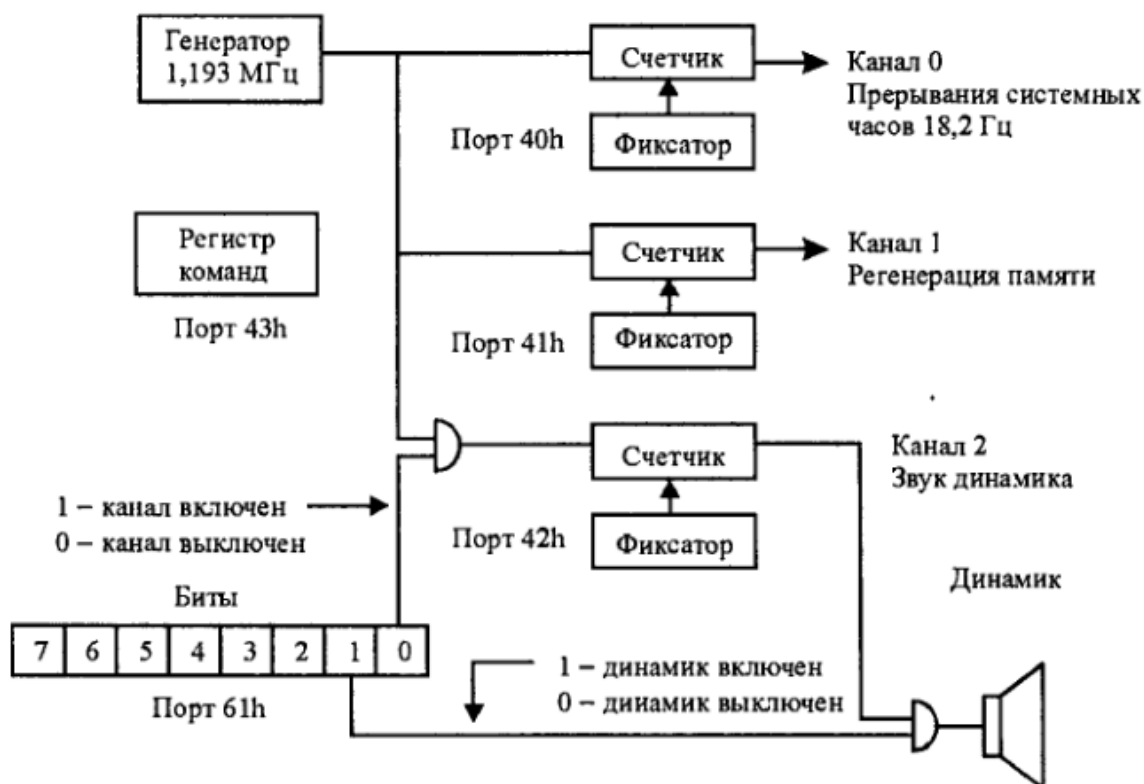 Генератор
1,193 МГц
Счетчик
Канал 0
Прерывания системных
часов 18,2 Гц
Порт 40h
Фиксатор
Регистр
команд
Порт 43h
Счетчик
Канал 1
Регенерация памяти
Порт 41h
Фиксатор
Счетчик
Канал 2
Звук динамика
1 – канал включен
0 – канал выключен
Порт 42h
Фиксатор
Динамик
Биты
7 6 5 4 3 2 1 0
Порт 61h
1 – динамик включен
0 – динамик выключен